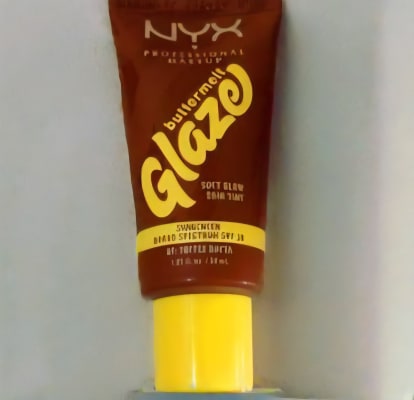 NYX
PROFESSIONAL
MAKEUP
buttermelt
Glaze
SOFT GLOW
SKIN TINT
SUNSCREEN
BROAD SPECTRUM SPF 30